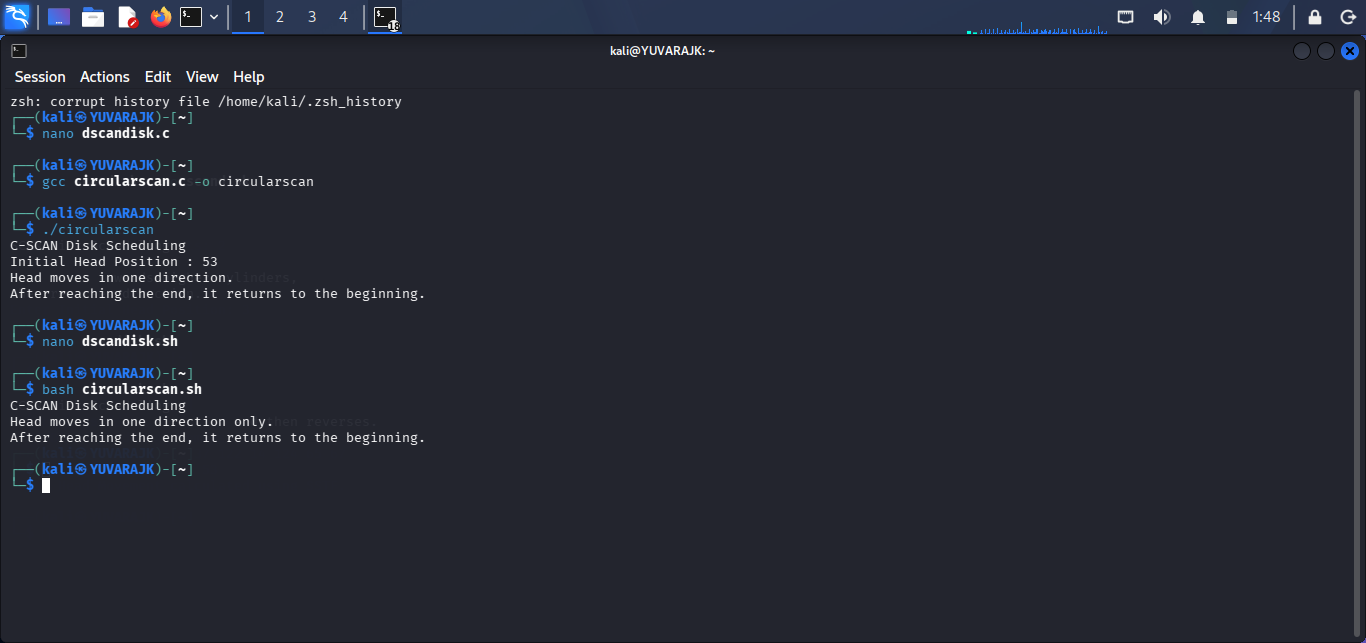 1 2 3 4 1:48
kali@YUVARAJK: ~
Session Actions Edit View Help
zsh: corrupt history file /home/kali/.zsh_history
┌──(kali㉿YUVARAJK)-[~]
└─$ nano dscandisk.c
┌──(kali㉿YUVARAJK)-[~]
└─$ gcc circularscan.c -o circularscan
┌──(kali㉿YUVARAJK)-[~]
└─$ ./circularscan
C-SCAN Disk Scheduling
Initial Head Position : 53
Head moves in one direction.
After reaching the end, it returns to the beginning.
┌──(kali㉿YUVARAJK)-[~]
└─$ nano dscandisk.sh
┌──(kali㉿YUVARAJK)-[~]
└─$ bash circularscan.sh
C-SCAN Disk Scheduling
Head moves in one direction only.
After reaching the end, it returns to the beginning.
┌──(kali㉿YUVARAJK)-[~]
└─$